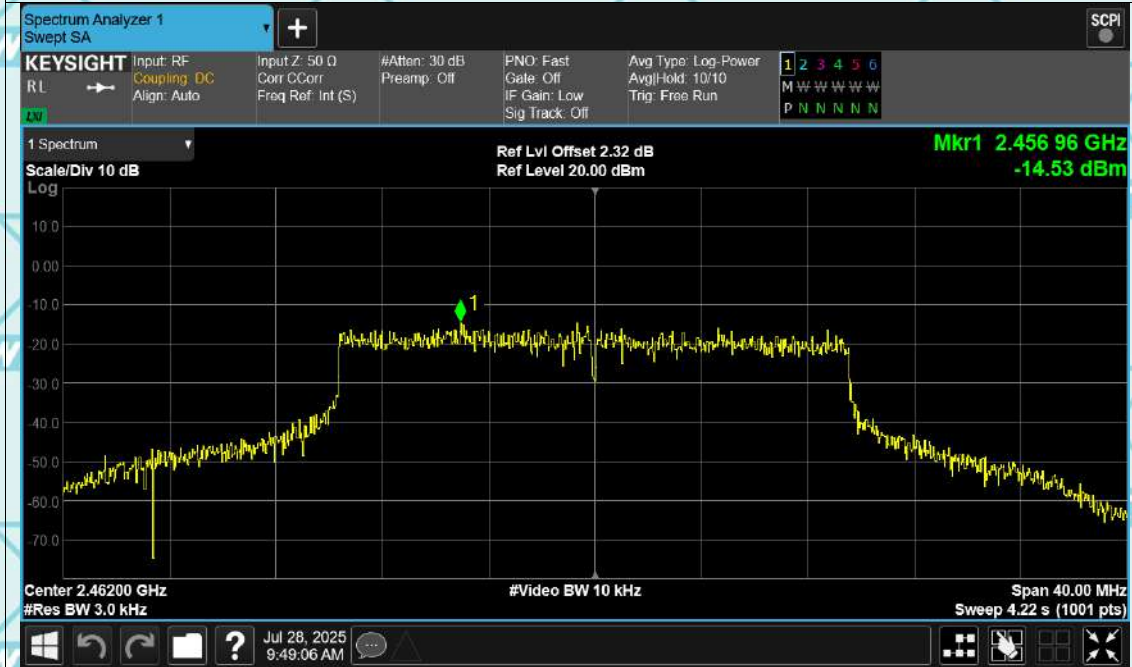 Spectrum Analyzer 1
Swept SA
+
SCPI
KEYSIGHT
RL
LXI
Input: RF
Coupling: DC
Align: Auto
Input Z: 50 Ω
Corr CCorr
Freq Ref: Int (S)
#Atten: 30 dB
Preamp: Off
PNO: Fast
Gate: Off
IF Gain: Low
Sig Track: Off
Avg Type: Log-Power
Avg|Hold: 10/10
Trig: Free Run
1 2 3 4 5 6
M W W W W W
P N N N N N
1 Spectrum
Scale/Div 10 dB
Log
Ref Lvl Offset 2.32 dB
Ref Level 20.00 dBm
Mkr1 2.456 96 GHz
-14.53 dBm
10.0
0.00
-10.0
-20.0
-30.0
-40.0
-50.0
-60.0
-70.0
1
Center 2.46200 GHz
#Res BW 3.0 kHz
#Video BW 10 kHz
Span 40.00 MHz
Sweep 4.22 s (1001 pts)
?
Jul 28, 2025
9:49:06 AM